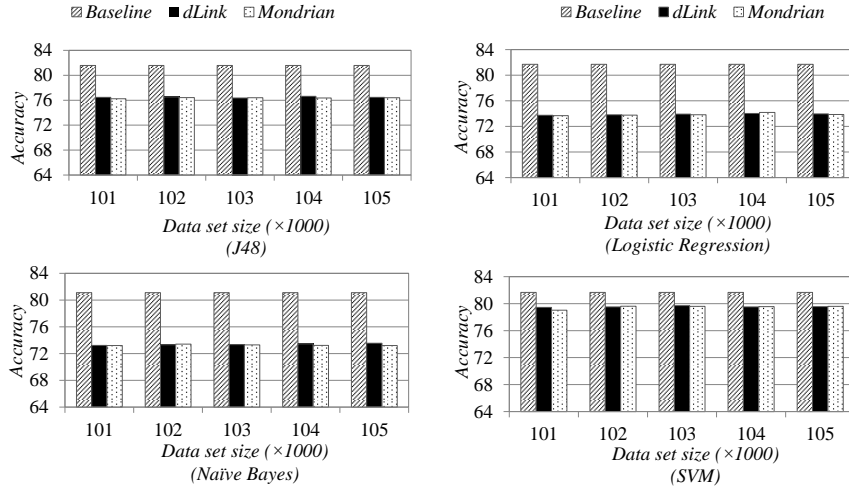 Baseline dLink Mondrian
84
80
76
72
68
64
Accuracy
101 102 103 104 105
Data set size (×1000)
(J48)
Baseline dLink Mondrian
84
80
76
72
68
64
Accuracy
101 102 103 104 105
Data set size (×1000)
(Logistic Regression)
84
80
76
72
68
64
Accuracy
101 102 103 104 105
Data set size (×1000)
(Naïve Bayes)
84
80
76
72
68
64
Accuracy
101 102 103 104 105
Data set size (×1000)
(SVM)